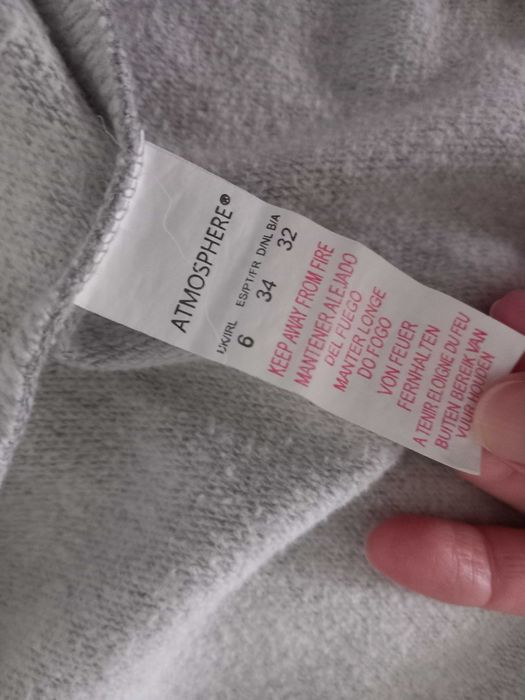 ATMOSPHERE®
UK/IRL ES/PT/FR D/NL B/A
6 34 32
KEEP AWAY FROM FIRE
MANTENER ALEJADO
DEL FUEGO
MANTER LONGE
DO FOGO
VON FEUER
FERNHALTEN
A TENIR ELOIGNE DU FEU
BUITEN BEREIK VAN
VUUR HOUDEN